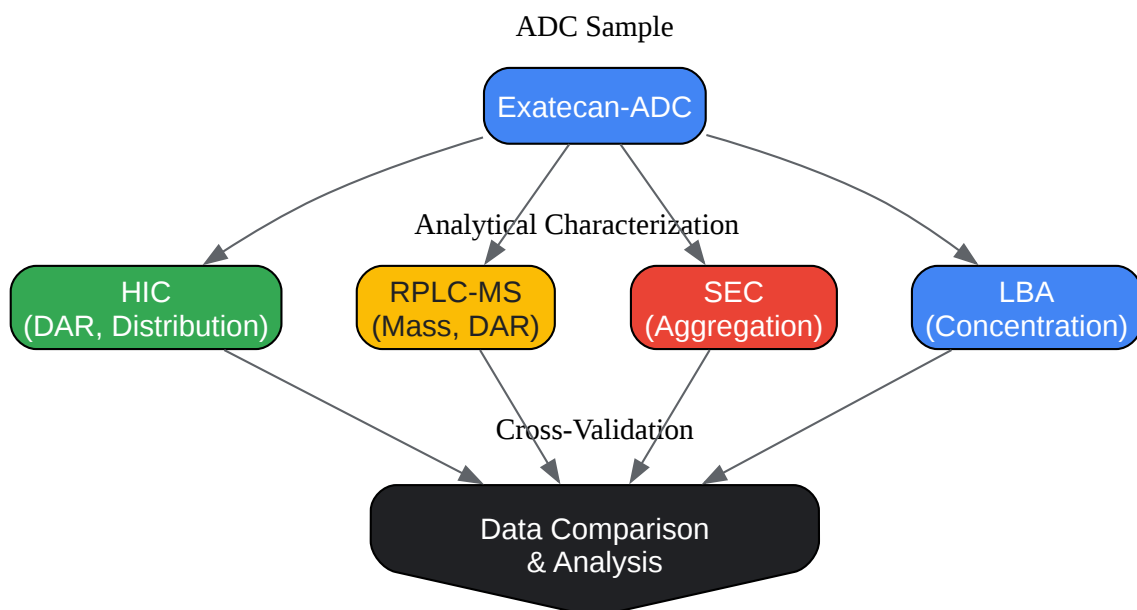 ADC Sample
Exatecan-ADC
Analytical Characterization
HIC
(DAR, Distribution)
RPLC-MS
(Mass, DAR)
SEC
(Aggregation)
LBA
(Concentration)
Cross-Validation
Data Comparison
& Analysis